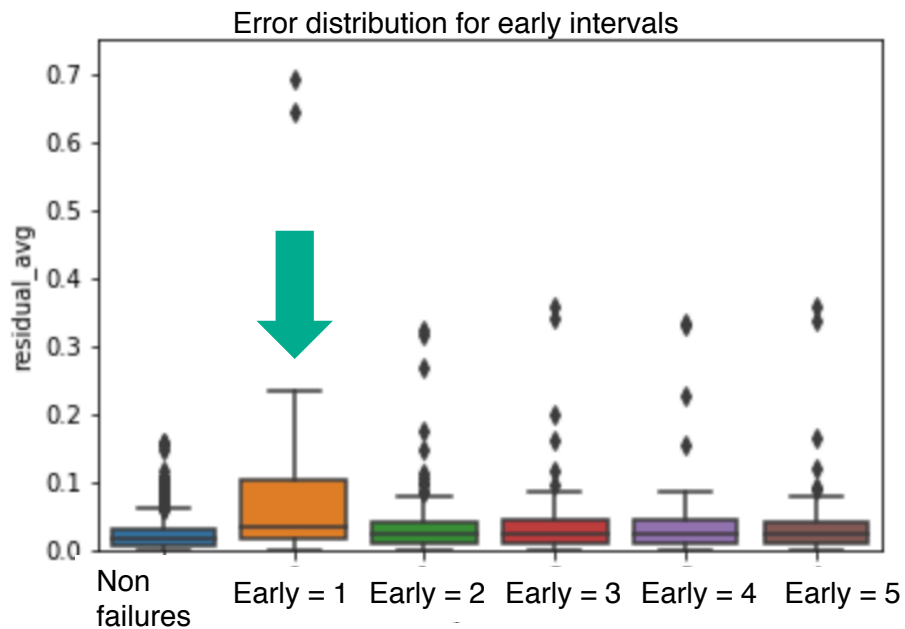 Error distribution for early intervals
0.7
0.6
0.5
0.4
0.3
0.2
0.1
0.0
residual_avg
Non
failures
Early = 1
Early = 2
Early = 3
Early = 4
Early = 5